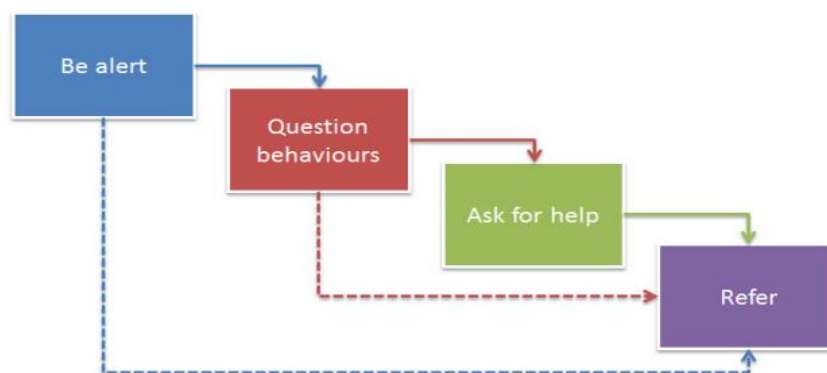 Be alert
Question
behaviours
Ask for help
Refer